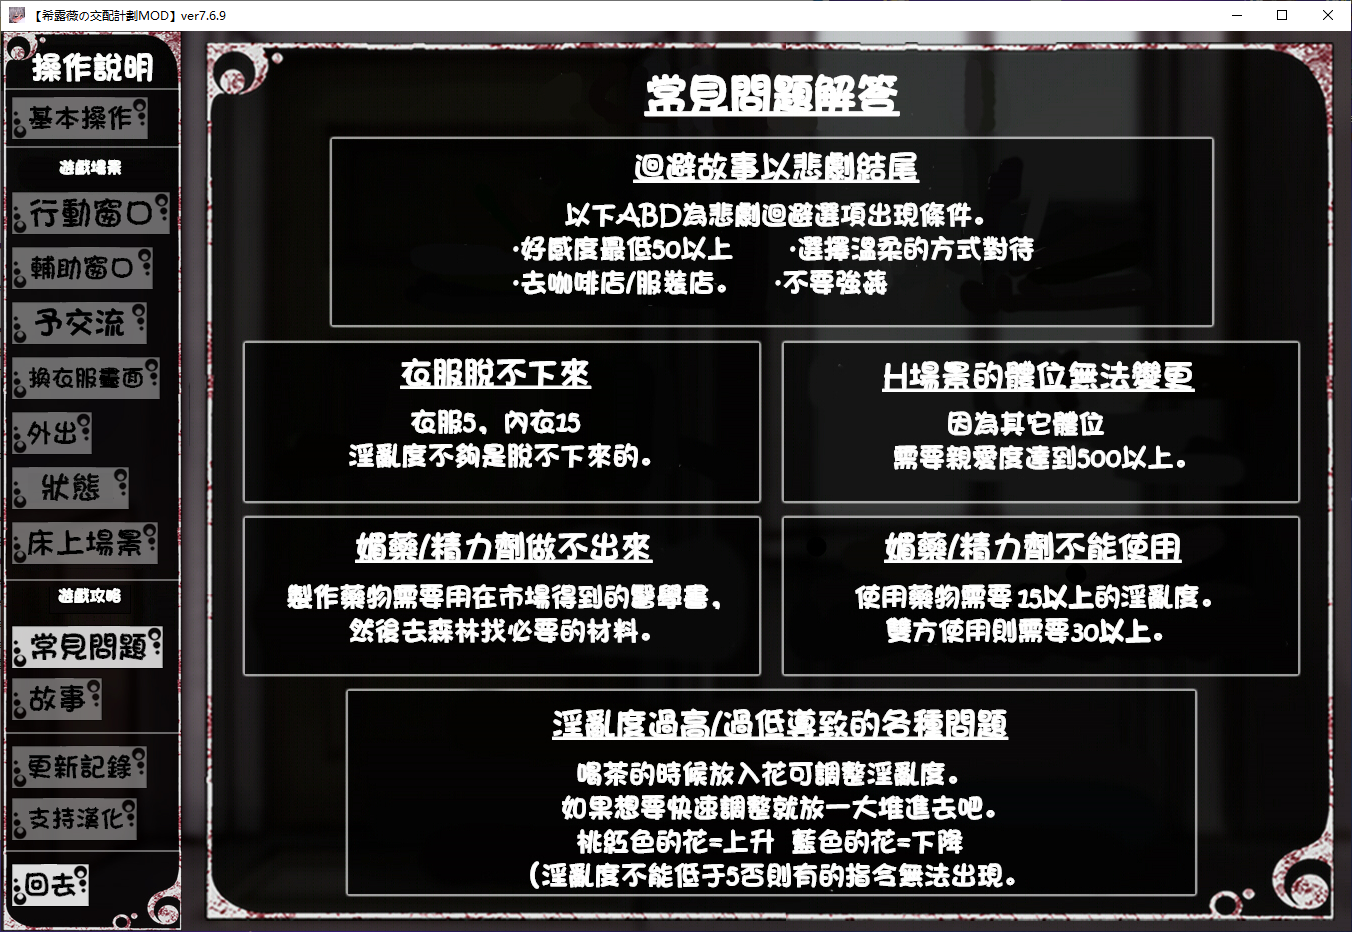 【希露薇の交配計劃MOD】ver7.6.9
操作說明
基本操作
遊戲場景
行動窗口
輔助窗口
予交流
換衣服畫面
外出
狀態
床上場景
遊戲攻略
常見問題
故事
更新記錄
支持漢化
回去
常見問題解答
迴避故事以悲劇結尾
以下ABD為悲劇迴避選項出現條件。
·好感度最低50以上 ·選擇溫柔的方式對待
·去咖啡店/服裝店。 ·不要強姦
衣服脫不下來
衣服5，內衣15
淫亂度不夠是脫不下來的。
H場景的體位無法變更
因為其它體位
需要親愛度達到500以上。
媚藥/精力劑做不出來
製作藥物需要用在市場得到的醫學書，
然後去森林找必要的材料。
媚藥/精力劑不能使用
使用藥物需要 15以上的淫亂度。
雙方使用則需要30以上。
淫亂度過高/過低導致的各種問題
喝茶的時候放入花可調整淫亂度。
如果想要快速調整就放一大堆進去吧。
桃紅色的花=上升 藍色的花=下降
(淫亂度不能低于5否則有的指令無法出現。